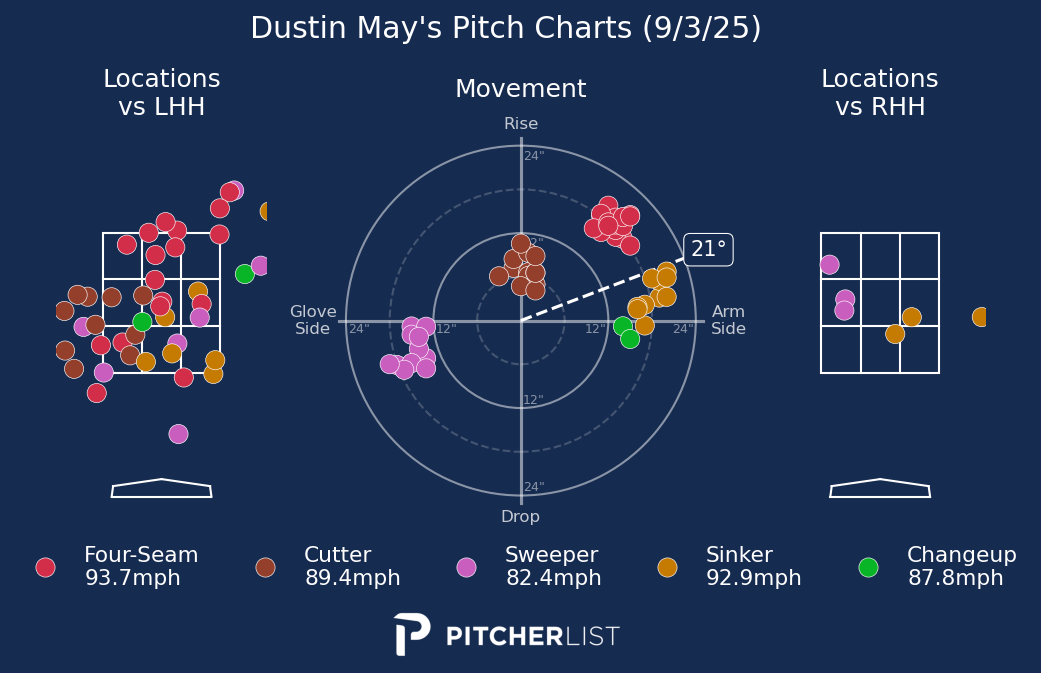 Dustin May's Pitch Charts (9/3/25)
Locations
vs LHH
Movement
Locations
vs RHH
Rise
24"
12"
21°
Glove
Side
24"
12"
12"
24"
Arm
Side
12"
24"
Drop
Four-Seam
93.7mph
Cutter
89.4mph
Sweeper
82.4mph
Sinker
92.9mph
Changeup
87.8mph
PITCHERLIST